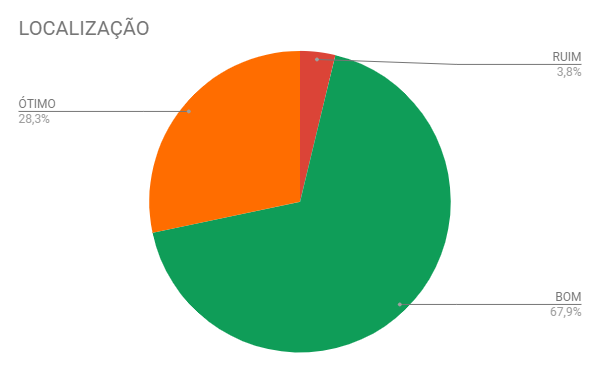 LOCALIZAÇÃO
RUIM
3,8%
ÓTIMO
28,3%
BOM
67,9%